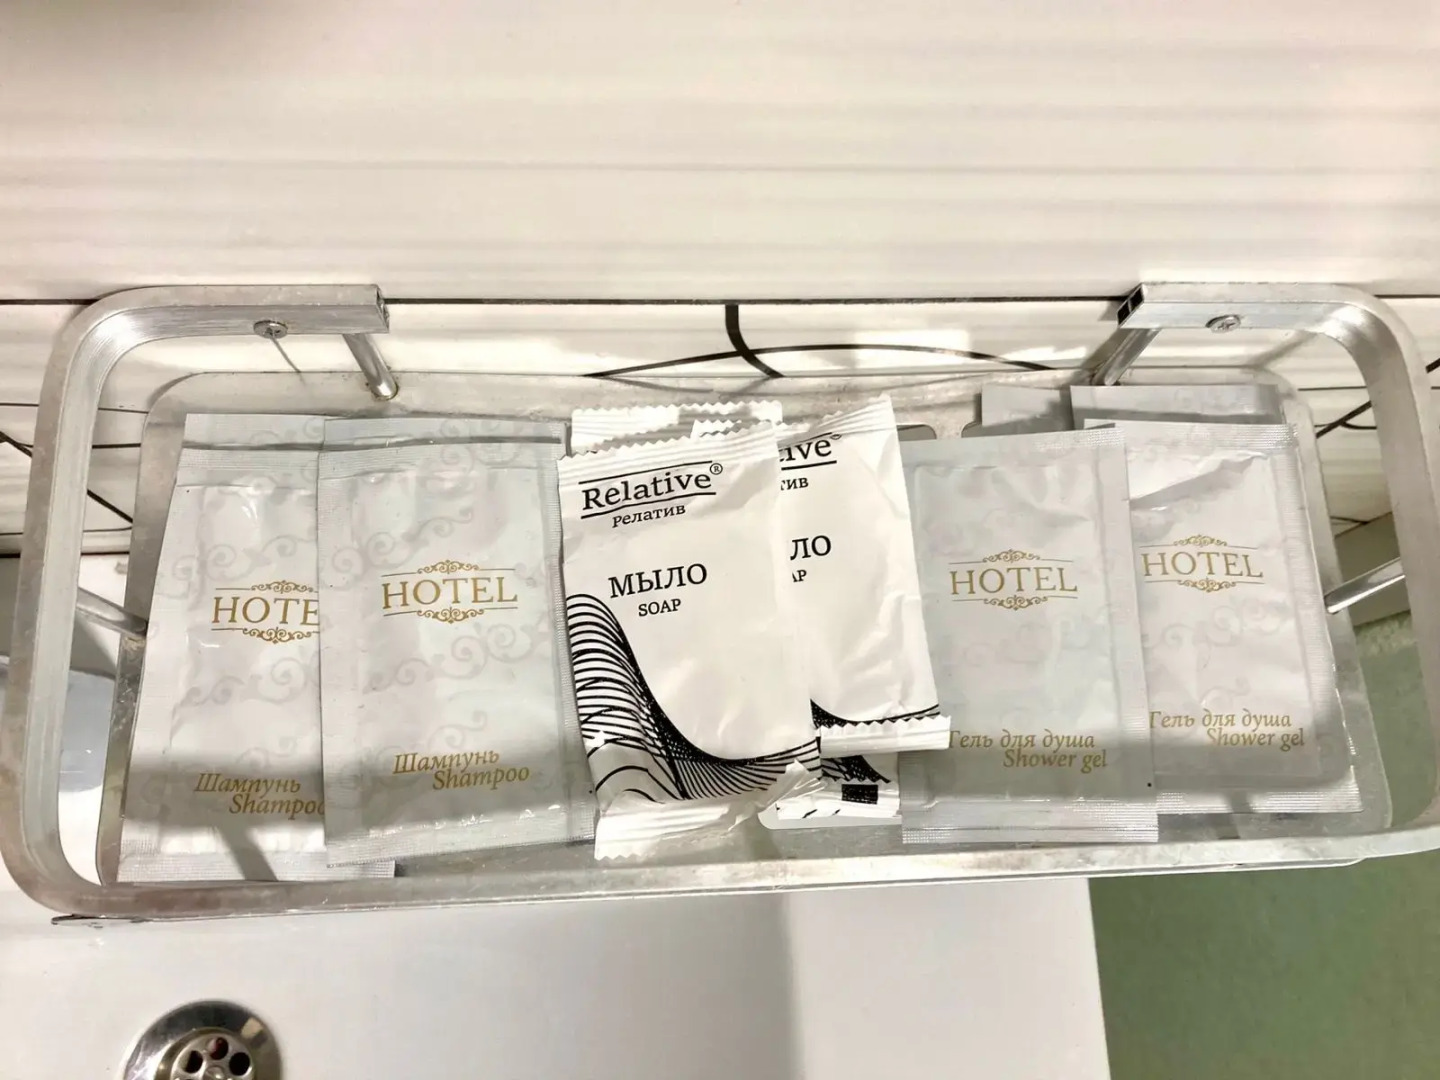 HOTE
Шампунь
Shampoo
HOTEL
Шампунь
Shampoo
Relative®
Релатив
МЫЛО
SOAP
ive®
тив
ЛО
AP
HOTEL
Гель для душа
Shower gel
HOTEL
Гель для душа
Shower gel